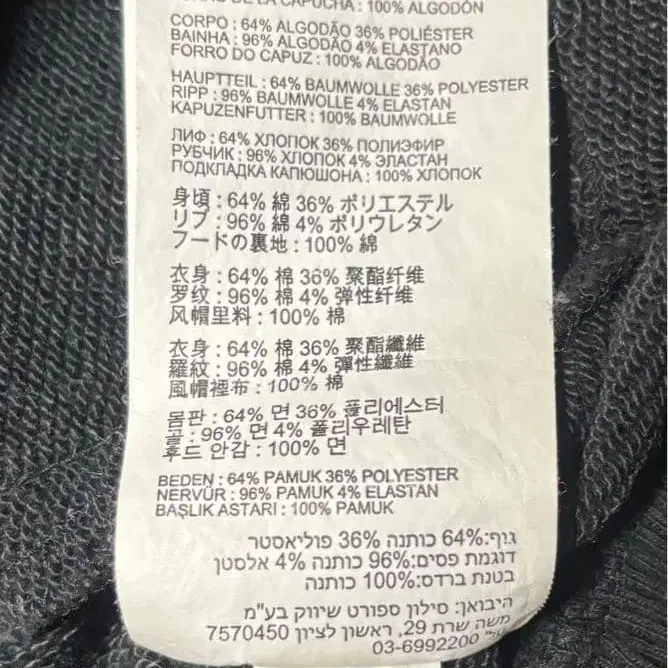 DE LA CAPUCHA : 100% ALGODÓN
CORPO : 64% ALGODÃO 36% POLIÉSTER
BAINHA : 96% ALGODÃO 4% ELASTANO
FORRO DO CAPUZ : 100% ALGODÃO
HAUPTTEIL : 64% BAUMWOLLE 36% POLYESTER
RIPP : 96% BAUMWOLLE 4% ELASTAN
KAPUZENFUTTER : 100% BAUMWOLLE
ЛИФ : 64% ХЛОПОК 36% ПОЛИЭФИР
РУБЧИК : 96% ХЛОПОК 4% ЭЛАСТАН
ПОДКЛАДКА КАПЮШОНА : 100% ХЛОПОК
身頃 : 64% 綿 36% ポリエステル
リブ : 96% 綿 4% ポリウレタン
フードの裏地 : 100% 綿
衣身 : 64% 棉 36% 聚酯纤维
罗纹 : 96% 棉 4% 弹性纤维
风帽里料 : 100% 棉
衣身 : 64% 棉 36% 聚酯纖維
羅紋 : 96% 棉 4% 彈性纖維
風帽裡布 : 100% 棉
몸판 : 64% 면 36% 폴리에스터
골 : 96% 면 4% 폴리우레탄
후드 안감 : 100% 면
BEDEN : 64% PAMUK 36% POLYESTER
NERVÜR : 96% PAMUK 4% ELASTAN
BAŞLIK ASTARI : 100% PAMUK
גוף:64% כותנה 36% פוליאסטר
דוגמת פסים:96% כותנה 4% אלסטן
בטנת ברדס:100% כותנה
היבואן: סילון ספורט שיווק בע"מ
משה שרת 29, ראשון לציון 7570450
03-6992200